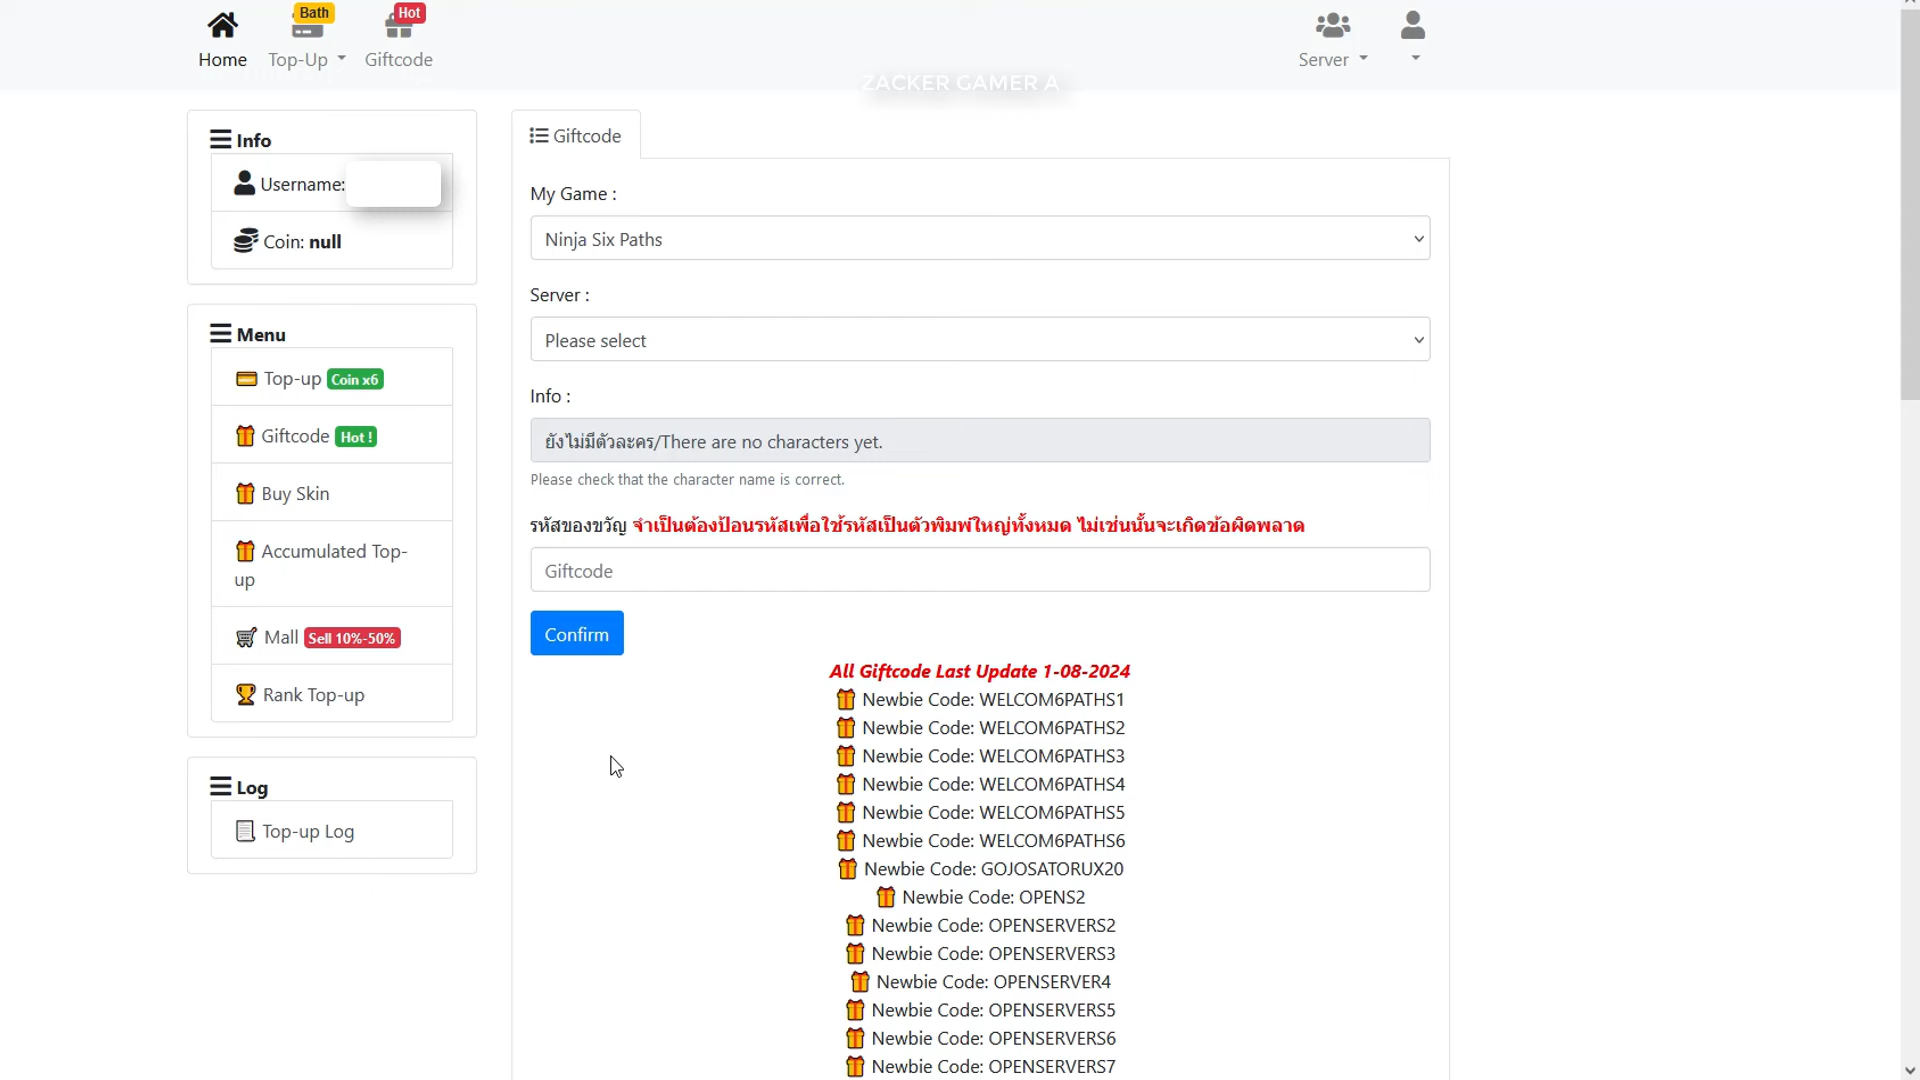 Bath
Hot
Home
Top-Up
Giftcode
Server
ZACKER GAMER A
Info
Username:
Coin: null
Menu
Top-up Coin x6
Giftcode Hot !
Buy Skin
Accumulated Top-
up
Mall Sell 10%-50%
Rank Top-up
Log
Top-up Log
Giftcode
My Game :
Ninja Six Paths
Server :
Please select
Info :
ยังไม่มีตัวละคร/There are no characters yet.
Please check that the character name is correct.
รหัสของขวัญ จำเป็นต้องป้อนรหัสเพื่อใช้รหัสเป็นตัวพิมพ์ใหญ่ทั้งหมด ไม่เช่นนั้นจะเกิดข้อผิดพลาด
Giftcode
Confirm
All Giftcode Last Update 1-08-2024
Newbie Code: WELCOM6PATHS1
Newbie Code: WELCOM6PATHS2
Newbie Code: WELCOM6PATHS3
Newbie Code: WELCOM6PATHS4
Newbie Code: WELCOM6PATHS5
Newbie Code: WELCOM6PATHS6
Newbie Code: GOJOSATORUX20
Newbie Code: OPENS2
Newbie Code: OPENSERVERS2
Newbie Code: OPENSERVERS3
Newbie Code: OPENSERVER4
Newbie Code: OPENSERVERS5
Newbie Code: OPENSERVERS6
Newbie Code: OPENSERVERS7